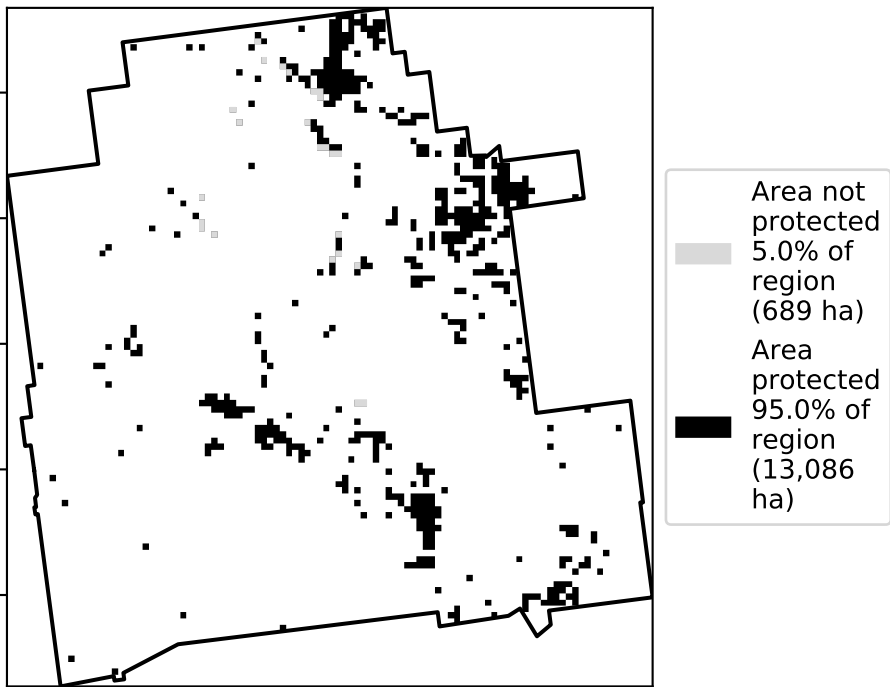 Area not
protected
5.0% of
region
(689 ha)
Area
protected
95.0% of
region
(13,086
ha)